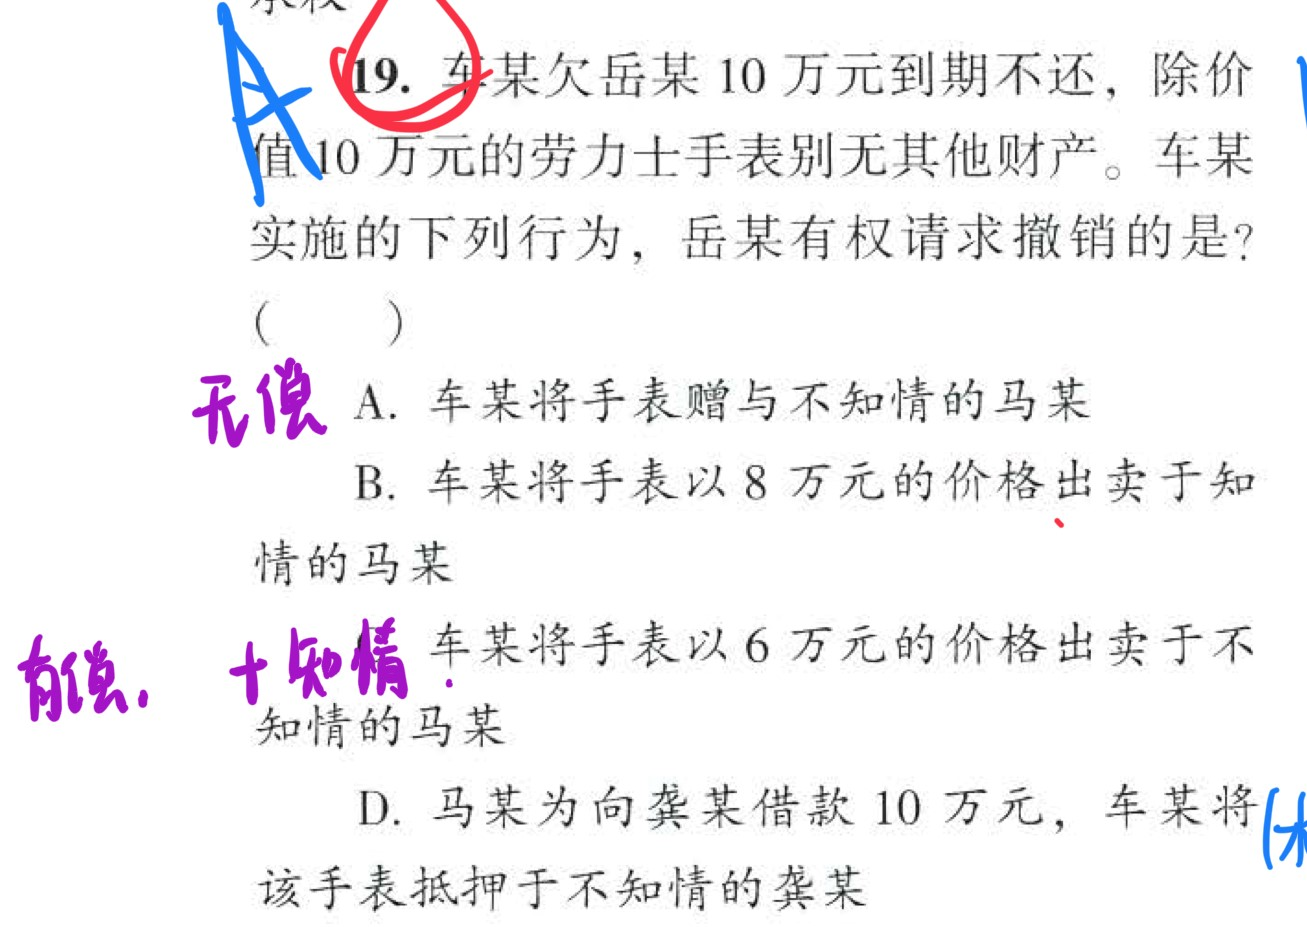 A
19. 车某欠岳某 10 万元到期不还，除价
值 10 万元的劳力士手表别无其他财产。车某
实施的下列行为，岳某有权请求撤销的是？
（　　）
无偿 A. 车某将手表赠与不知情的马某
B. 车某将手表以 8 万元的价格出卖于知
情的马某
有偿. + 知情. 车某将手表以 6 万元的价格出卖于不
知情的马某
D. 马某为向龚某借款 10 万元，车某将
该手表抵押于不知情的龚某